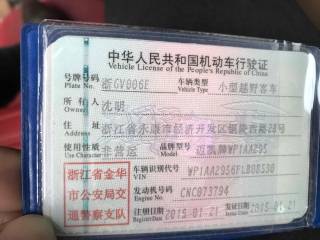 中华人民共和国机动车行驶证
Vehicle License of the People's Republic of China
号牌号码 浙GV006E 车辆类型 小型越野客车
Plate No. Vehicle Type
所有人 沈明
Owner
住址 浙江省永康市经济开发区银陵西路28号
Address
使用性质 非营运 品牌型号
Use Character Model
浙江省金华
市公安局交
通警察支队
车辆识别代号
VIN
发动机号码 CNC073794
Engine No.
注册日期 2015-01-21 发证日期 2015-01-21
Register Date Issue Date